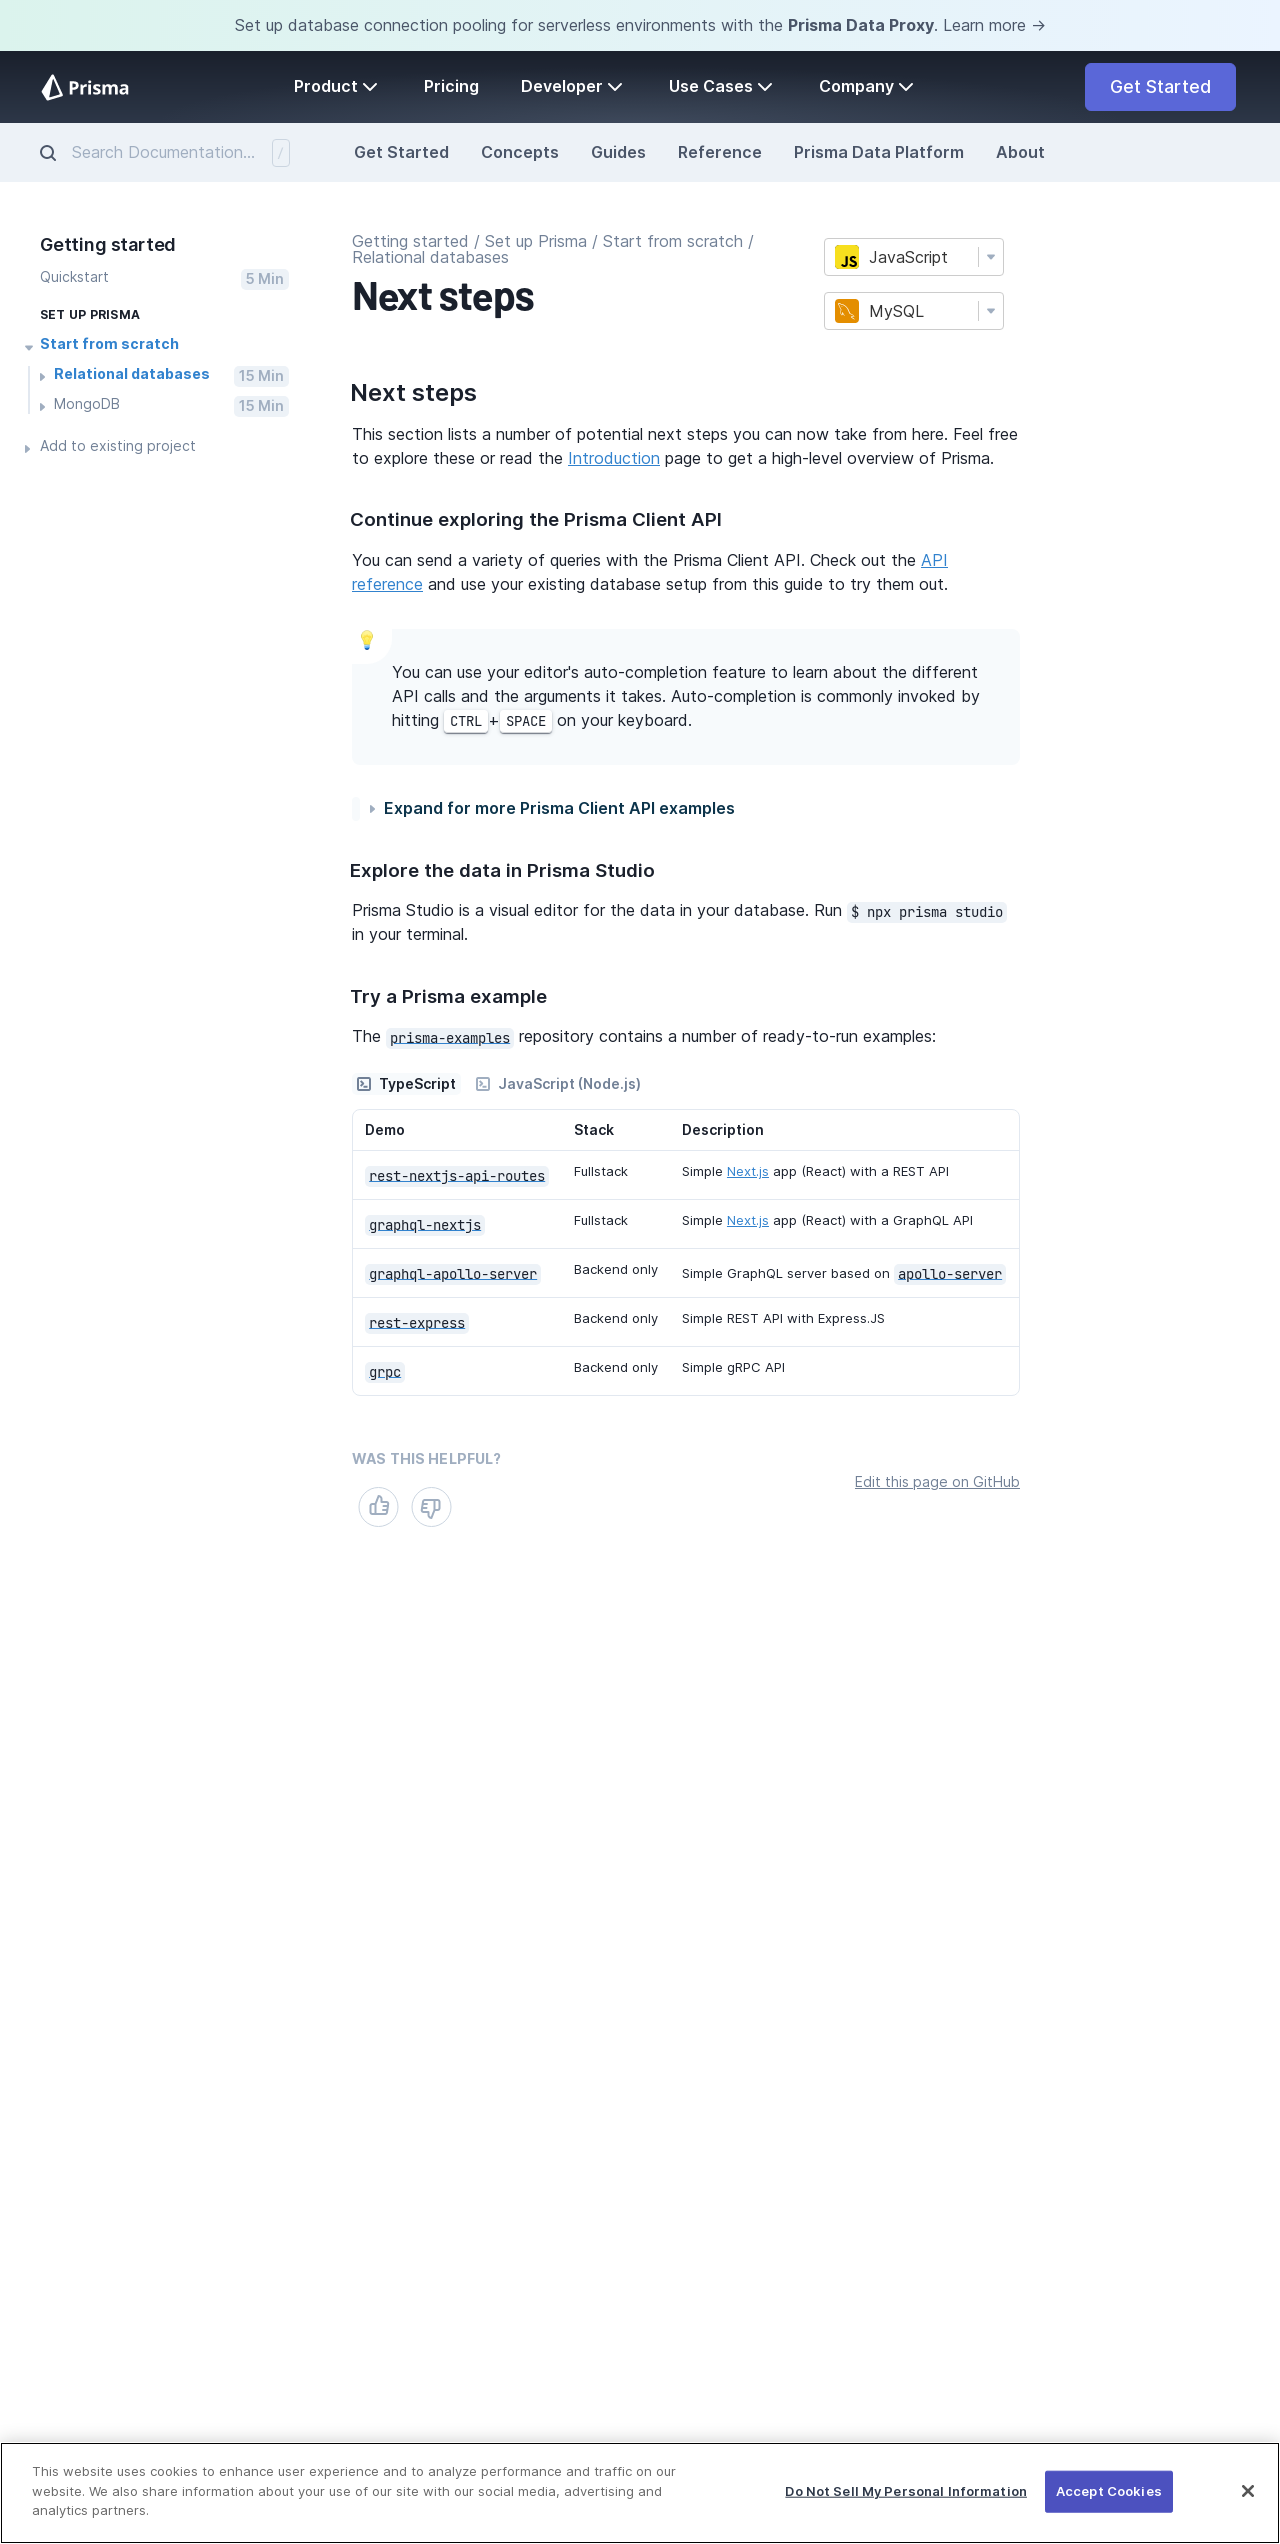 Set up database connection pooling for serverless environments with the Prisma Data Proxy. Learn more →
Prisma
Product
Pricing
Developer
Use Cases
Company
Get Started
Search Documentation...
/
Get Started
Concepts
Guides
Reference
Prisma Data Platform
About
Getting started
Quickstart
5 Min
SET UP PRISMA
Start from scratch
Relational databases
15 Min
MongoDB
15 Min
Add to existing project
Getting started / Set up Prisma / Start from scratch /
Relational databases
Next steps
JS
JavaScript
MySQL
Next steps
This section lists a number of potential next steps you can now take from here. Feel free
to explore these or read the Introduction page to get a high-level overview of Prisma.
Continue exploring the Prisma Client API
You can send a variety of queries with the Prisma Client API. Check out the API
reference and use your existing database setup from this guide to try them out.
You can use your editor's auto-completion feature to learn about the different
API calls and the arguments it takes. Auto-completion is commonly invoked by
hitting CTRL+SPACE on your keyboard.
Expand for more Prisma Client API examples
Explore the data in Prisma Studio
Prisma Studio is a visual editor for the data in your database. Run $ npx prisma studio
in your terminal.
Try a Prisma example
The prisma-examples repository contains a number of ready-to-run examples:
TypeScript
JavaScript (Node.js)
Demo Stack Description
rest-nextjs-api-routes Fullstack Simple Next.js app (React) with a REST API
graphql-nextjs Fullstack Simple Next.js app (React) with a GraphQL API
graphql-apollo-server Backend only Simple GraphQL server based on apollo-server
rest-express Backend only Simple REST API with Express.JS
grpc Backend only Simple gRPC API
WAS THIS HELPFUL?
Edit this page on GitHub
This website uses cookies to enhance user experience and to analyze performance and traffic on our
website. We also share information about your use of our site with our social media, advertising and
analytics partners.
Do Not Sell My Personal Information
Accept Cookies